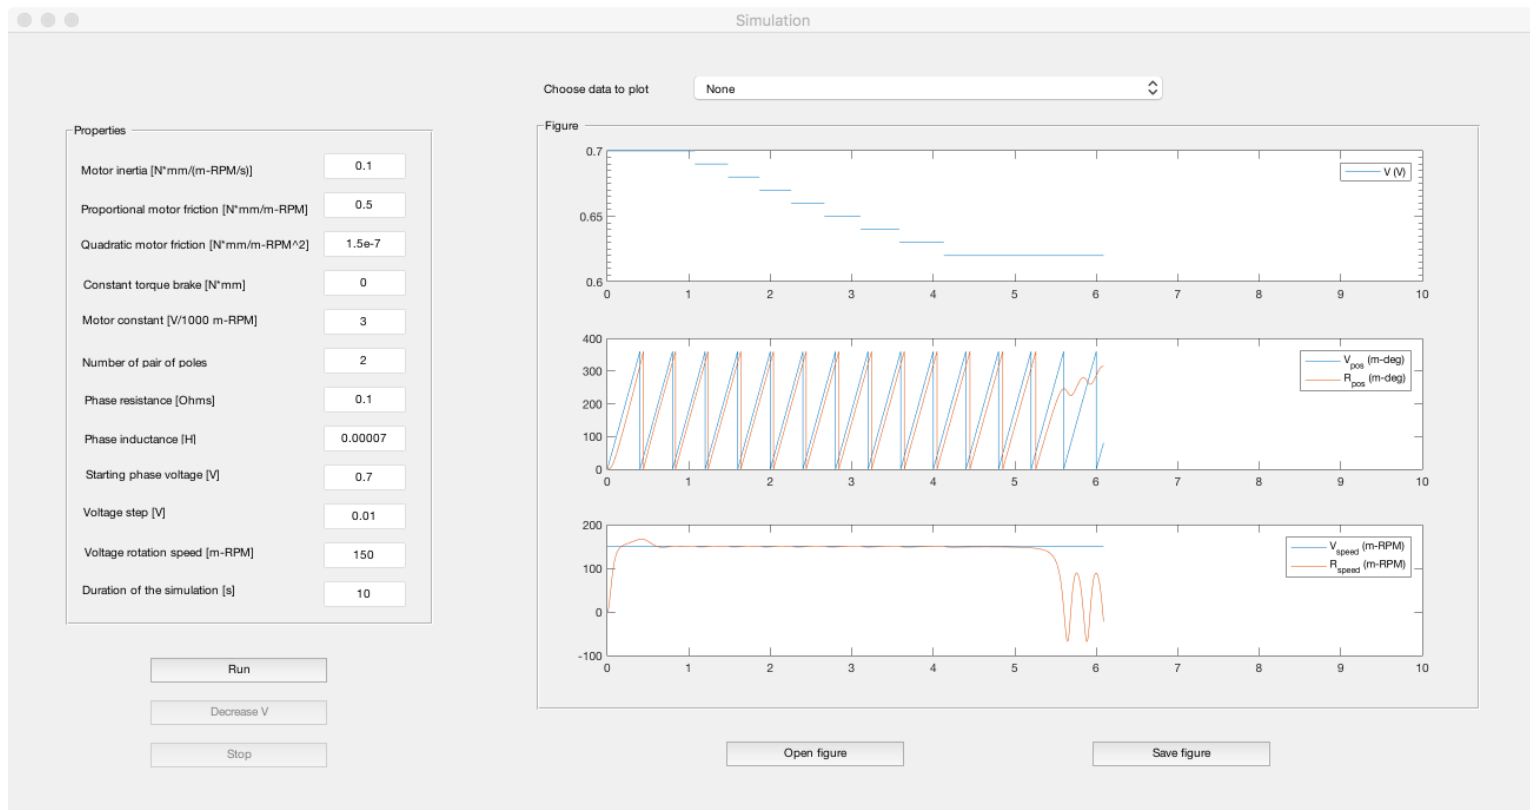 Simulation
Choose data to plot None
Properties
Motor inertia [N*mm/(m-RPM/s)] 0.1
Proportional motor friction [N*mm/m-RPM] 0.5
Quadratic motor friction [N*mm/m-RPM^2] 1.5e-7
Constant torque brake [N*mm] 0
Motor constant [V/1000 m-RPM] 3
Number of pair of poles 2
Phase resistance [Ohms] 0.1
Phase inductance [H] 0.00007
Starting phase voltage [V] 0.7
Voltage step [V] 0.01
Voltage rotation speed [m-RPM] 150
Duration of the simulation [s] 10
Run
Decrease V
Stop
Figure
0.7
V (V)
0.65
0.6
0 1 2 3 4 5 6 7 8 9 10
400
V_pos (m-deg)
300
R_pos (m-deg)
200
100
0
0 1 2 3 4 5 6 7 8 9 10
200
V_speed (m-RPM)
100
R_speed (m-RPM)
0
-100
0 1 2 3 4 5 6 7 8 9 10
Open figure Save figure